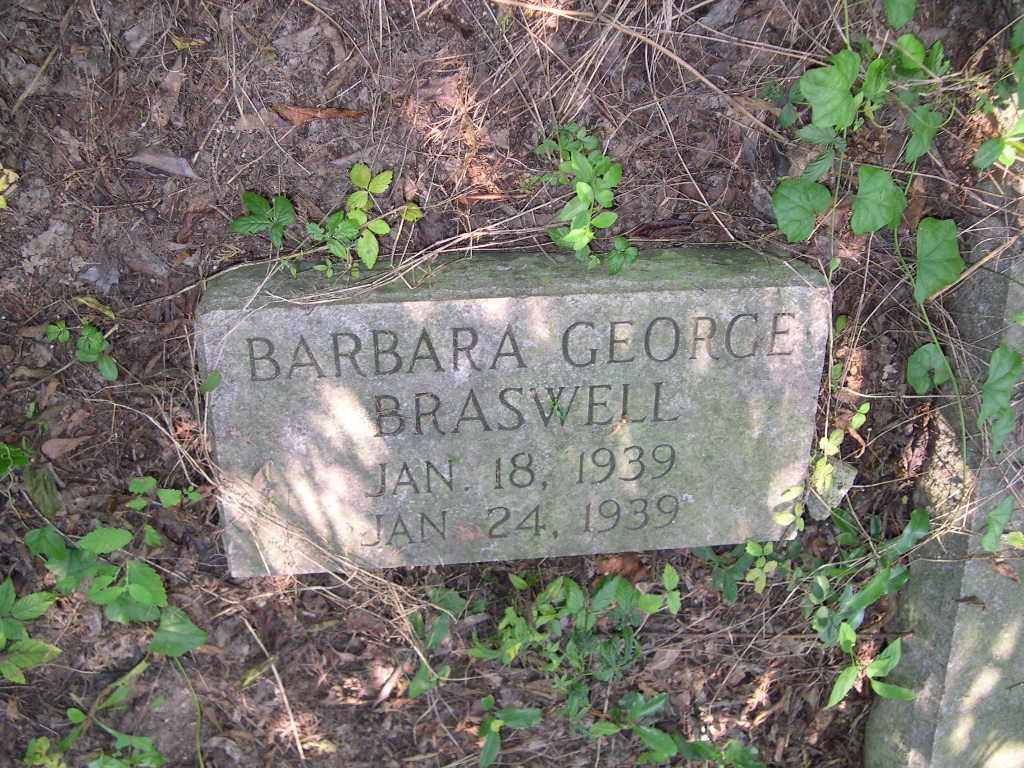 BARBARA GEORGE
BRASWELL
JAN. 18, 1939
JAN 24, 1939